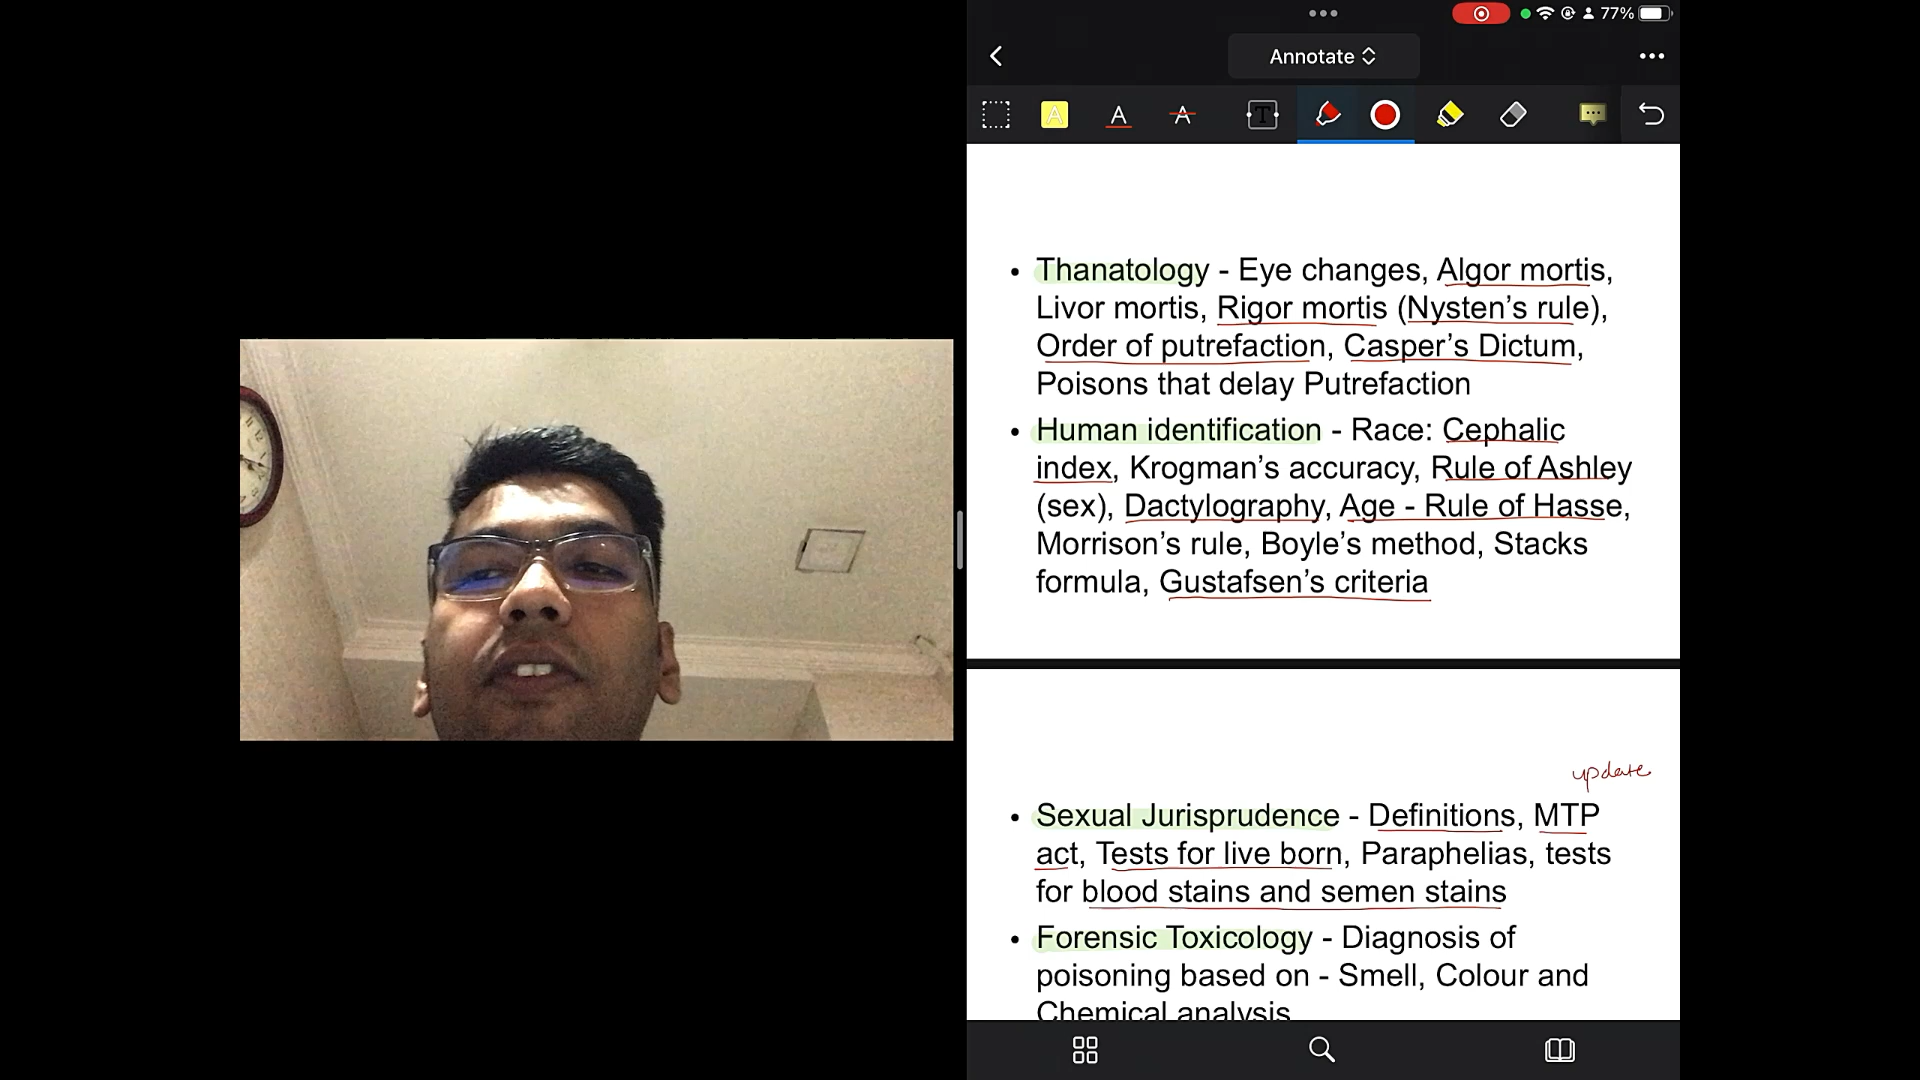 77%
Annotate
A A A T
• Thanatology - Eye changes, Algor mortis,
Livor mortis, Rigor mortis (Nysten’s rule),
Order of putrefaction, Casper’s Dictum,
Poisons that delay Putrefaction
• Human identification - Race: Cephalic
index, Krogman’s accuracy, Rule of Ashley
(sex), Dactylography, Age - Rule of Hasse,
Morrison’s rule, Boyle’s method, Stacks
formula, Gustafsen’s criteria
update
• Sexual Jurisprudence - Definitions, MTP
act, Tests for live born, Paraphelias, tests
for blood stains and semen stains
• Forensic Toxicology - Diagnosis of
poisoning based on - Smell, Colour and
Chemical analysis